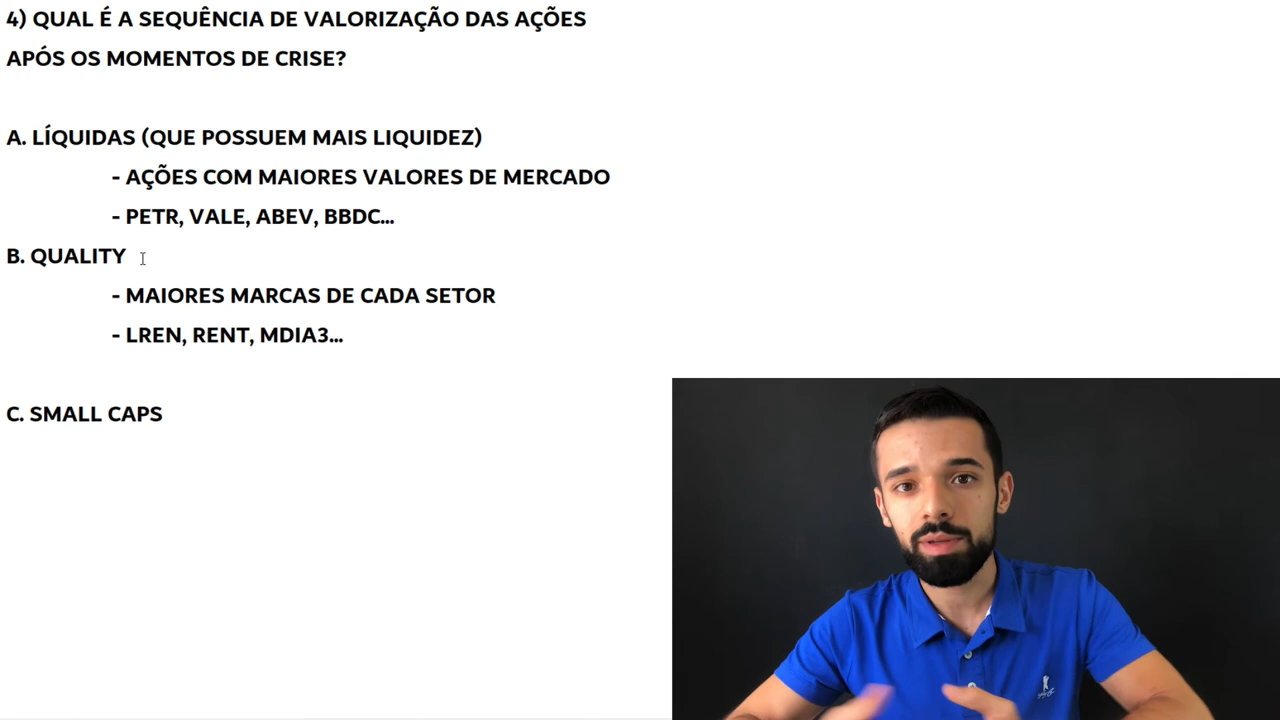 4) QUAL É A SEQUÊNCIA DE VALORIZAÇÃO DAS AÇÕES
APÓS OS MOMENTOS DE CRISE?
A. LÍQUIDAS (QUE POSSUEM MAIS LIQUIDEZ)
- AÇÕES COM MAIORES VALORES DE MERCADO
- PETR, VALE, ABEV, BBDC...
B. QUALITY
- MAIORES MARCAS DE CADA SETOR
- LREN, RENT, MDIA3...
C. SMALL CAPS